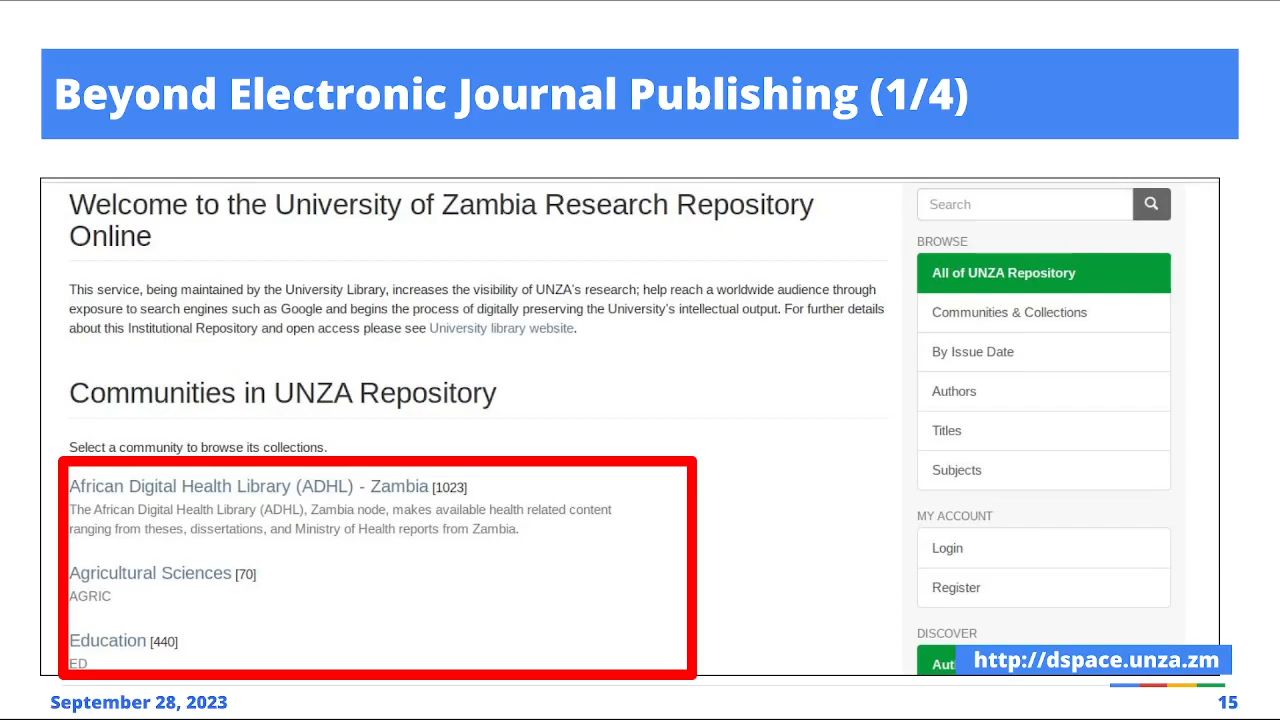 Beyond Electronic Journal Publishing (1/4)
Welcome to the University of Zambia Research Repository
Online
This service, being maintained by the University Library, increases the visibility of UNZA's research; help reach a worldwide audience through
exposure to search engines such as Google and begins the process of digitally preserving the University's intellectual output. For further details
about this Institutional Repository and open access please see University library website.
Communities in UNZA Repository
Select a community to browse its collections.
African Digital Health Library (ADHL) - Zambia [1023]
The African Digital Health Library (ADHL), Zambia node, makes available health related content
ranging from theses, dissertations, and Ministry of Health reports from Zambia.
Agricultural Sciences [70]
AGRIC
Education [440]
ED
Search
BROWSE
All of UNZA Repository
Communities & Collections
By Issue Date
Authors
Titles
Subjects
MY ACCOUNT
Login
Register
DISCOVER
http://dspace.unza.zm
September 28, 2023
15